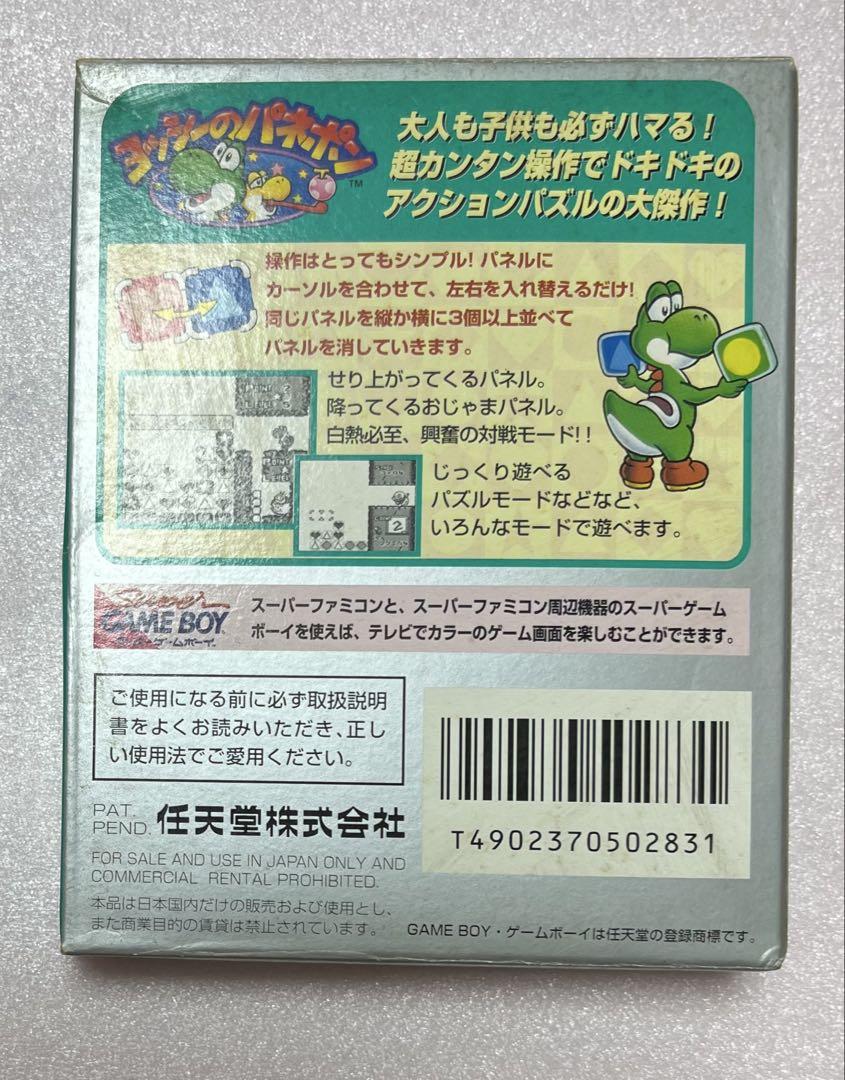 ヨッシーのパネポン
TM
大人も子供も必ずハマる！
超カンタン操作でドキドキの
アクションパズルの大傑作！
操作はとってもシンプル！パネルに
カーソルを合わせて、左右を入れ替えるだけ！
同じパネルを縦か横に3個以上並べて
パネルを消していきます。
せり上がってくるパネル。
降ってくるおじゃまパネル。
白熱必至、興奮の対戦モード！！
じっくり遊べる
パズルモードなどなど、
いろんなモードで遊べます。
2
Super
GAME BOY
スーパーゲームボーイ
スーパーファミコンと、スーパーファミコン周辺機器のスーパーゲーム
ボーイを使えば、テレビでカラーのゲーム画面を楽しむことができます。
ご使用になる前に必ず取扱説明
書をよくお読みいただき、正し
い使用法でご愛用ください。
PAT.
PEND. 任天堂株式会社
FOR SALE AND USE IN JAPAN ONLY AND
COMMERCIAL RENTAL PROHIBITED.
本品は日本国内だけの販売および使用とし、
また商業目的の賃貸は禁止されています。
T4902370502831
GAME BOY・ゲームボーイは任天堂の登録商標です。